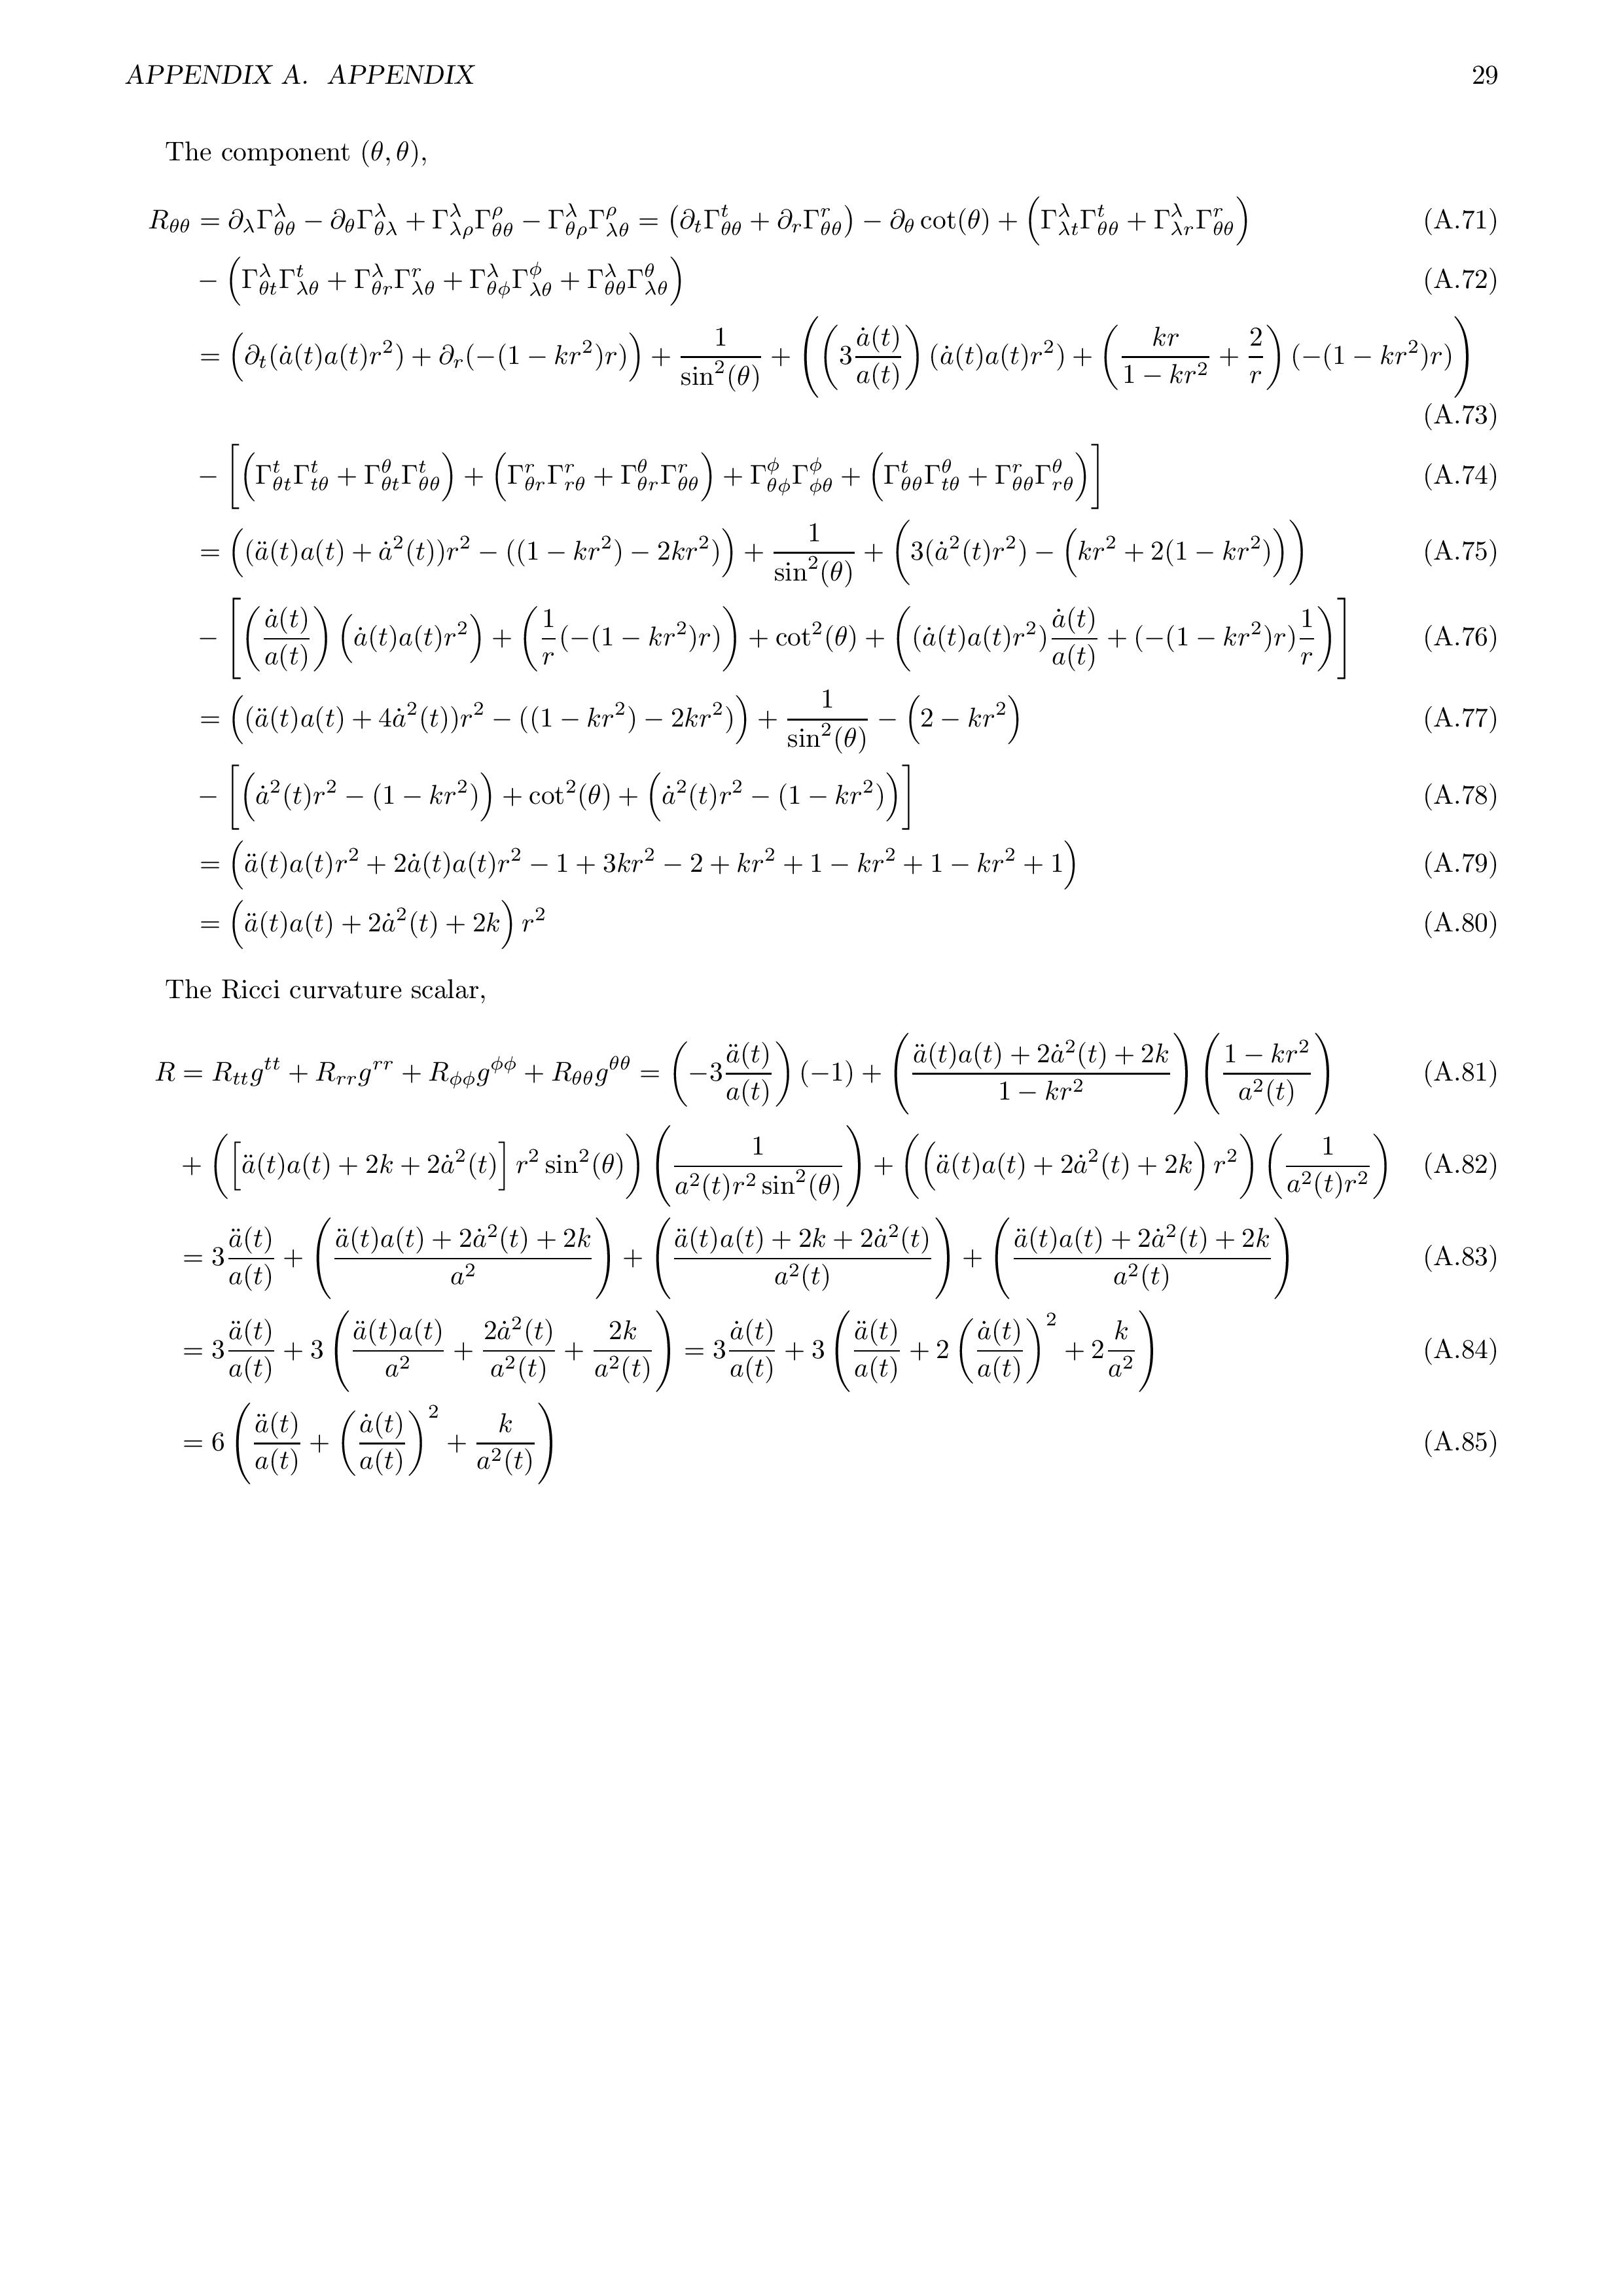 APPENDIX A. APPENDIX 29
The component (θ, θ),
$R_{\theta\theta} = \partial_\lambda \Gamma^\lambda_{\theta\theta} - \partial_\theta \Gamma^\lambda_{\theta\lambda} + \Gamma^\lambda_{\lambda\rho}\Gamma^\rho_{\theta\theta} - \Gamma^\lambda_{\theta\rho}\Gamma^\rho_{\lambda\theta} = \left(\partial_t \Gamma^t_{\theta\theta} + \partial_r \Gamma^r_{\theta\theta}\right) - \partial_\theta \cot(\theta) + \left(\Gamma^\lambda_{\lambda t}\Gamma^t_{\theta\theta} + \Gamma^\lambda_{\lambda r}\Gamma^r_{\theta\theta}\right)$ (A.71)
$- \left(\Gamma^\lambda_{\theta t}\Gamma^t_{\lambda\theta} + \Gamma^\lambda_{\theta r}\Gamma^r_{\lambda\theta} + \Gamma^\lambda_{\theta\phi}\Gamma^\phi_{\lambda\theta} + \Gamma^\lambda_{\theta\theta}\Gamma^\theta_{\lambda\theta}\right)$ (A.72)
$= \left(\partial_t(\dot{a}(t)a(t)r^2) + \partial_r(-(1-kr^2)r)\right) + \frac{1}{\sin^2(\theta)} + \left(\left(3\frac{\dot{a}(t)}{a(t)}\right)(\dot{a}(t)a(t)r^2) + \left(\frac{kr}{1-kr^2} + \frac{2}{r}\right)(-(1-kr^2)r)\right)$
(A.73)
$- \left[\left(\Gamma^t_{\theta t}\Gamma^t_{t\theta} + \Gamma^\theta_{\theta t}\Gamma^t_{\theta\theta}\right) + \left(\Gamma^r_{\theta r}\Gamma^r_{r\theta} + \Gamma^\theta_{\theta r}\Gamma^r_{\theta\theta}\right) + \Gamma^\phi_{\theta\phi}\Gamma^\phi_{\phi\theta} + \left(\Gamma^t_{\theta\theta}\Gamma^\theta_{t\theta} + \Gamma^r_{\theta\theta}\Gamma^\theta_{r\theta}\right)\right]$ (A.74)
$= \left((\ddot{a}(t)a(t) + \dot{a}^2(t))r^2 - ((1-kr^2) - 2kr^2)\right) + \frac{1}{\sin^2(\theta)} + \left(3(\dot{a}^2(t)r^2) - \left(kr^2 + 2(1-kr^2)\right)\right)$ (A.75)
$- \left[\left(\frac{\dot{a}(t)}{a(t)}\right)\left(\dot{a}(t)a(t)r^2\right) + \left(\frac{1}{r}(-(1-kr^2)r)\right) + \cot^2(\theta) + \left((\dot{a}(t)a(t)r^2)\frac{\dot{a}(t)}{a(t)} + (-(1-kr^2)r)\frac{1}{r}\right)\right]$ (A.76)
$= \left((\ddot{a}(t)a(t) + 4\dot{a}^2(t))r^2 - ((1-kr^2) - 2kr^2)\right) + \frac{1}{\sin^2(\theta)} - \left(2 - kr^2\right)$ (A.77)
$- \left[\left(\dot{a}^2(t)r^2 - (1-kr^2)\right) + \cot^2(\theta) + \left(\dot{a}^2(t)r^2 - (1-kr^2)\right)\right]$ (A.78)
$= \left(\ddot{a}(t)a(t)r^2 + 2\dot{a}(t)a(t)r^2 - 1 + 3kr^2 - 2 + kr^2 + 1 - kr^2 + 1 - kr^2 + 1\right)$ (A.79)
$= \left(\ddot{a}(t)a(t) + 2\dot{a}^2(t) + 2k\right) r^2$ (A.80)
The Ricci curvature scalar,
$R = R_{tt}g^{tt} + R_{rr}g^{rr} + R_{\phi\phi}g^{\phi\phi} + R_{\theta\theta}g^{\theta\theta} = \left(-3\frac{\ddot{a}(t)}{a(t)}\right)(-1) + \left(\frac{\ddot{a}(t)a(t) + 2\dot{a}^2(t) + 2k}{1-kr^2}\right)\left(\frac{1-kr^2}{a^2(t)}\right)$ (A.81)
$+ \left(\left[\ddot{a}(t)a(t) + 2k + 2\dot{a}^2(t)\right] r^2 \sin^2(\theta)\right)\left(\frac{1}{a^2(t)r^2\sin^2(\theta)}\right) + \left(\left(\ddot{a}(t)a(t) + 2\dot{a}^2(t) + 2k\right) r^2\right)\left(\frac{1}{a^2(t)r^2}\right)$ (A.82)
$= 3\frac{\ddot{a}(t)}{a(t)} + \left(\frac{\ddot{a}(t)a(t) + 2\dot{a}^2(t) + 2k}{a^2}\right) + \left(\frac{\ddot{a}(t)a(t) + 2k + 2\dot{a}^2(t)}{a^2(t)}\right) + \left(\frac{\ddot{a}(t)a(t) + 2\dot{a}^2(t) + 2k}{a^2(t)}\right)$ (A.83)
$= 3\frac{\ddot{a}(t)}{a(t)} + 3\left(\frac{\ddot{a}(t)a(t)}{a^2} + \frac{2\dot{a}^2(t)}{a^2(t)} + \frac{2k}{a^2(t)}\right) = 3\frac{\dot{a}(t)}{a(t)} + 3\left(\frac{\ddot{a}(t)}{a(t)} + 2\left(\frac{\dot{a}(t)}{a(t)}\right)^2 + 2\frac{k}{a^2}\right)$ (A.84)
$= 6\left(\frac{\ddot{a}(t)}{a(t)} + \left(\frac{\dot{a}(t)}{a(t)}\right)^2 + \frac{k}{a^2(t)}\right)$ (A.85)